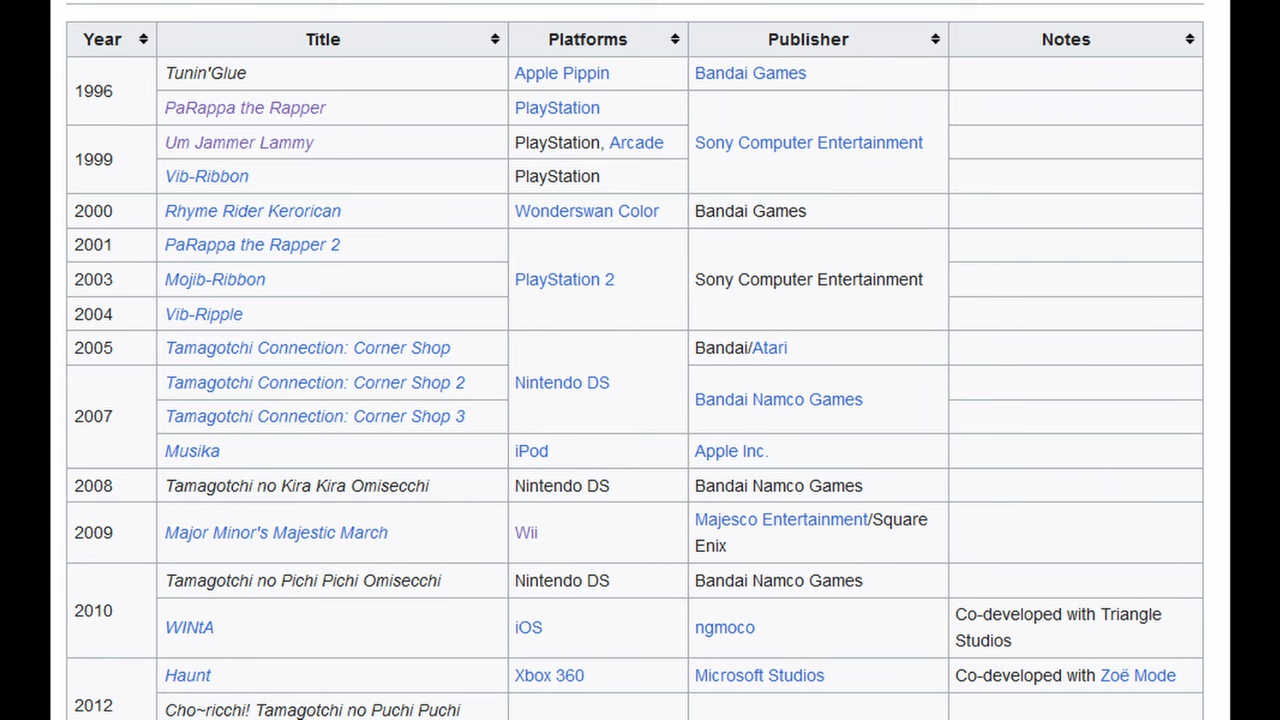 Year Title Platforms Publisher Notes
1996 Tunin'Glue Apple Pippin Bandai Games
PaRappa the Rapper PlayStation Sony Computer Entertainment
1999 Um Jammer Lammy PlayStation, Arcade
Vib-Ribbon PlayStation
2000 Rhyme Rider Kerorican Wonderswan Color Bandai Games
2001 PaRappa the Rapper 2 PlayStation 2 Sony Computer Entertainment
2003 Mojib-Ribbon
2004 Vib-Ripple
2005 Tamagotchi Connection: Corner Shop Nintendo DS Bandai/Atari
2007 Tamagotchi Connection: Corner Shop 2 Bandai Namco Games
Tamagotchi Connection: Corner Shop 3
Musika iPod Apple Inc.
2008 Tamagotchi no Kira Kira Omisecchi Nintendo DS Bandai Namco Games
2009 Major Minor's Majestic March Wii Majesco Entertainment/Square
Enix
2010 Tamagotchi no Pichi Pichi Omisecchi Nintendo DS Bandai Namco Games
WINtA iOS ngmoco Co-developed with Triangle
Studios
2012 Haunt Xbox 360 Microsoft Studios Co-developed with Zoë Mode
Cho~ricchi! Tamagotchi no Puchi Puchi